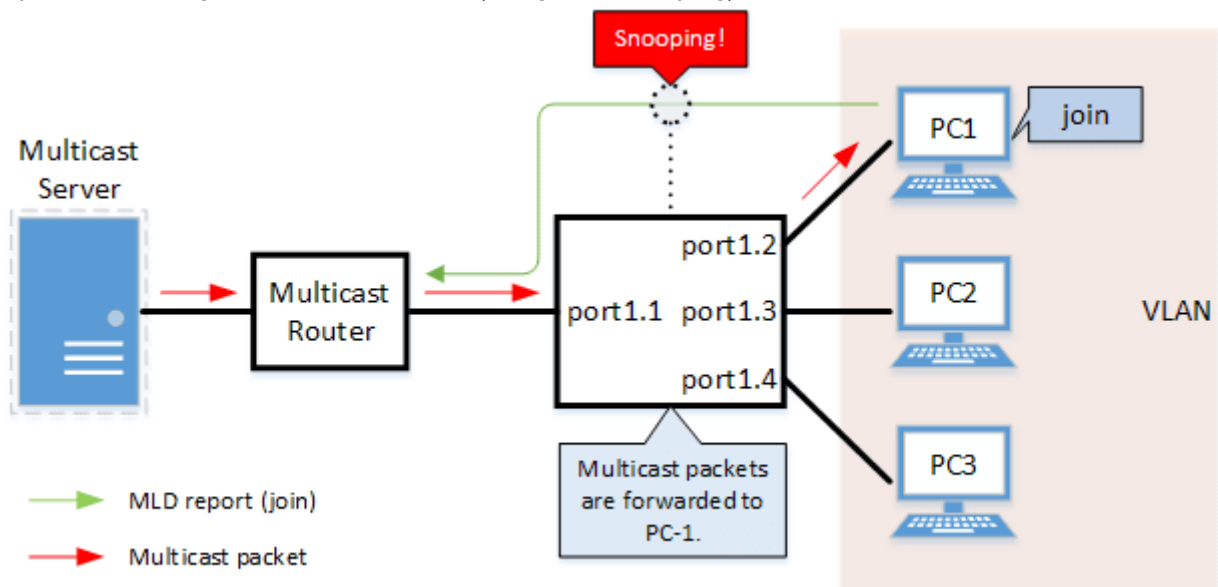 Snooping!
PC1
join
Multicast
Server
port1.2
Multicast
Router
port1.1
port1.3
PC2
VLAN
port1.4
Multicast packets
are forwarded to
PC-1.
PC3
MLD report (join)
Multicast packet